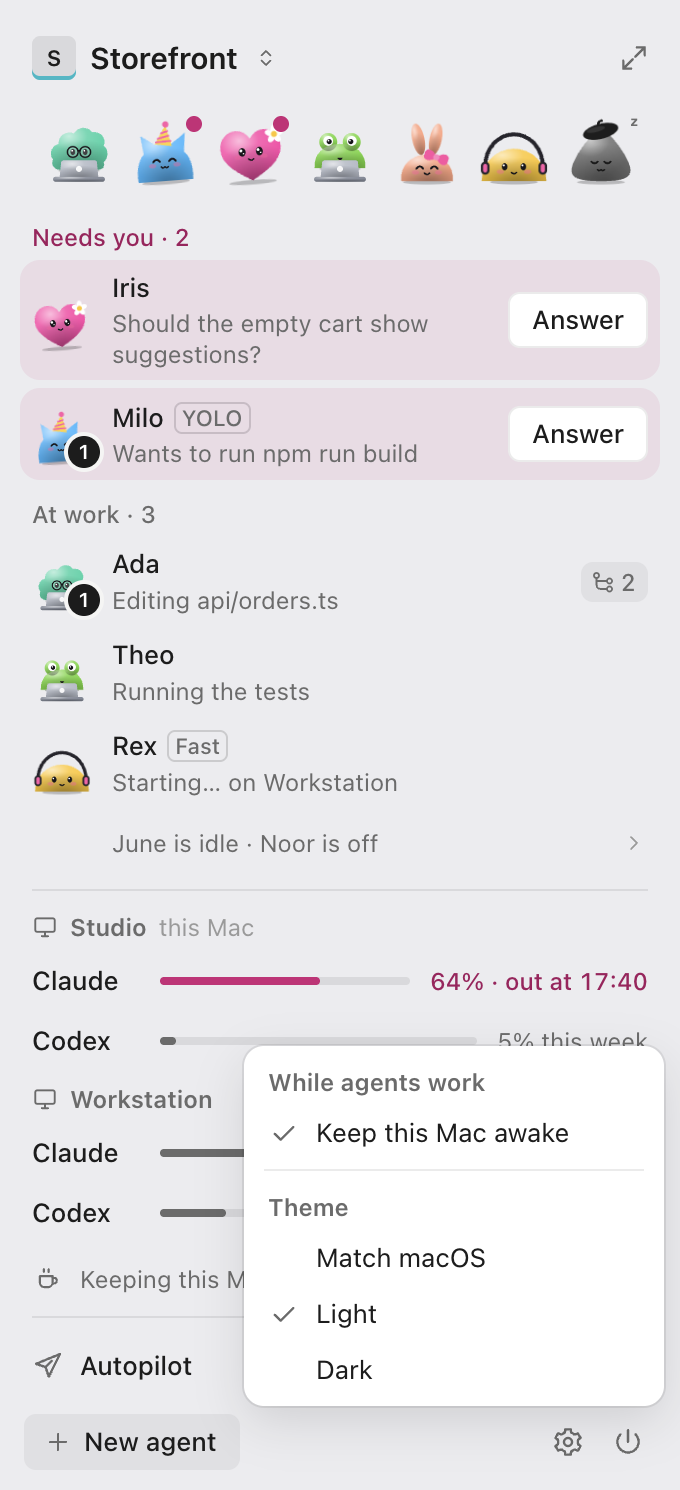 S Storefront
z
Needs you · 2
Iris
Should the empty cart show
suggestions?
Answer
Milo YOLO
1
Wants to run npm run build
Answer
At work · 3
Ada
1
Editing api/orders.ts
2
Theo
Running the tests
Rex Fast
Starting... on Workstation
June is idle · Noor is off
Studio this Mac
Claude 64% · out at 17:40
Codex 5% this week
Workstation
Claude
Codex
Keeping this
While agents work
Keep this Mac awake
Theme
Match macOS
Light
Dark
Autopilot
New agent